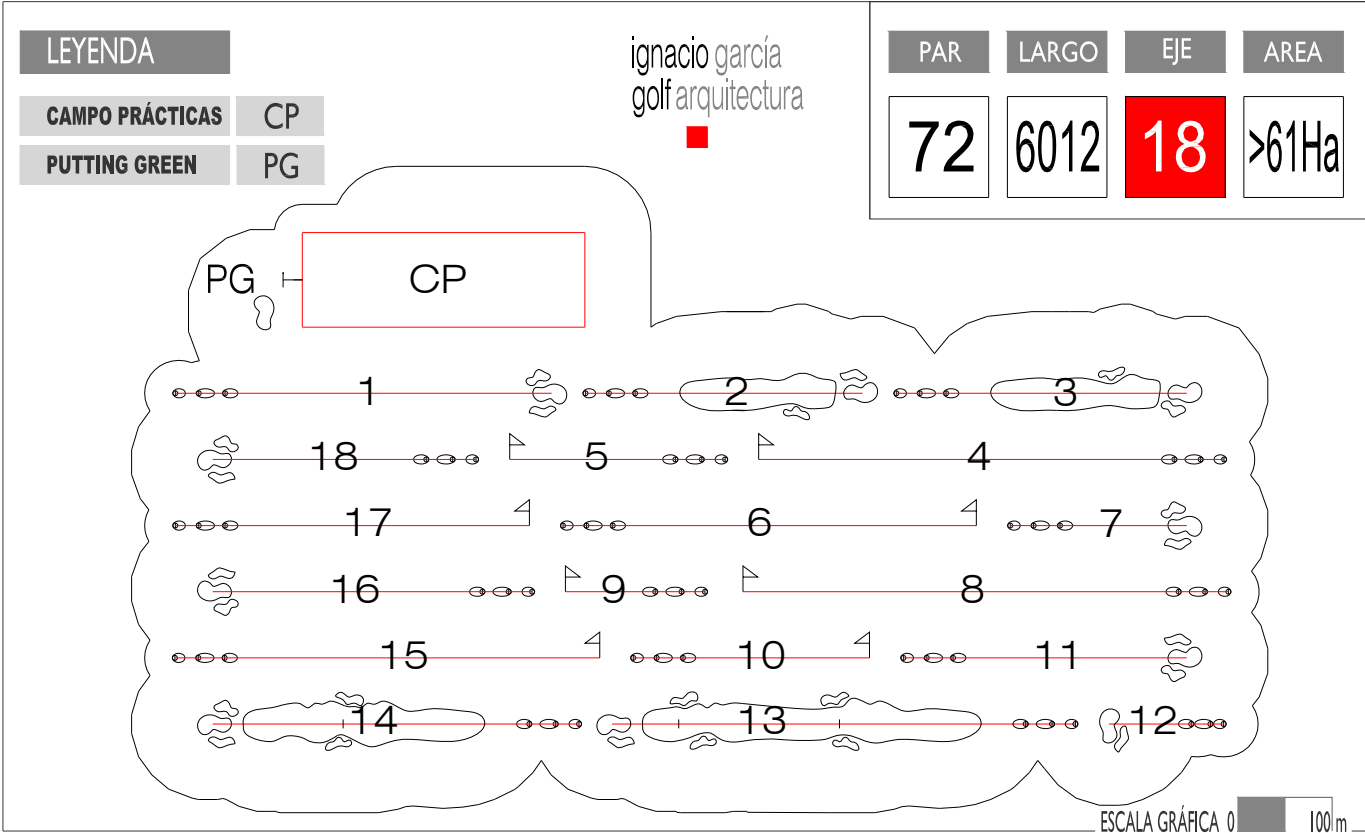 LEYENDA
CAMPO PRÁCTICAS CP
PUTTING GREEN PG
ignacio garcía
golf arquitectura
PAR LARGO EJE AREA
72 6012 18 >61Ha
PG CP
1 2 3
18 5 4
17 6 7
16 9 8
15 10 11
14 13 12
ESCALA GRÁFICA 0 100 m